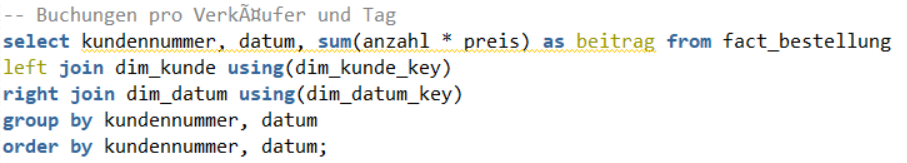 -- Buchungen pro VerkÃ¤ufer und Tag
select kundennummer, datum, sum(anzahl * preis) as beitrag from fact_bestellung
left join dim_kunde using(dim_kunde_key)
right join dim_datum using(dim_datum_key)
group by kundennummer, datum
order by kundennummer, datum;